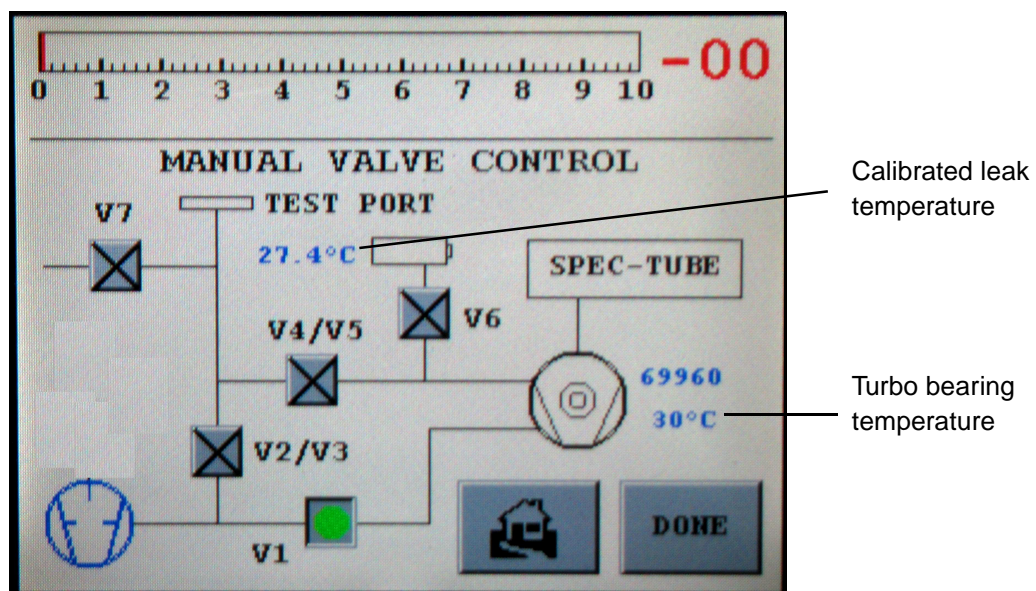 -00
0 1 2 3 4 5 6 7 8 9 10
MANUAL VALVE CONTROL
TEST PORT
V7
27.4°C
SPEC-TUBE
V4/V5
V6
69960
30°C
V2/V3
V1
DONE
Calibrated leak
temperature
Turbo bearing
temperature